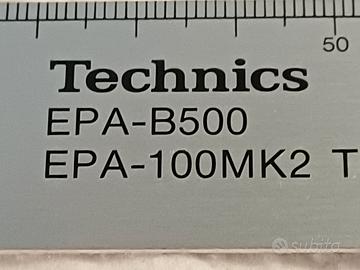 50
Technics
EPA-B500
EPA-100MK2 T
subito